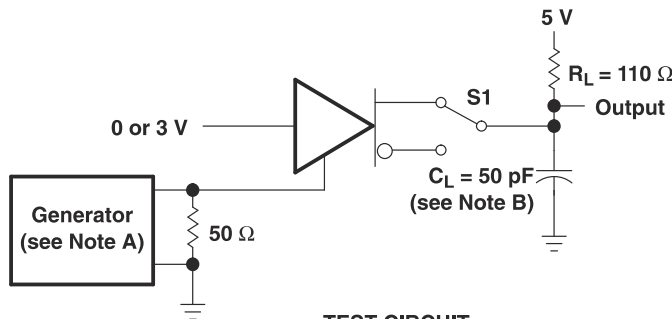 5 V
R_L = 110 Ω
S1
Output
0 or 3 V
C_L = 50 pF
(see Note B)
Generator
(see Note A)
50 Ω
TEST CIRCUIT